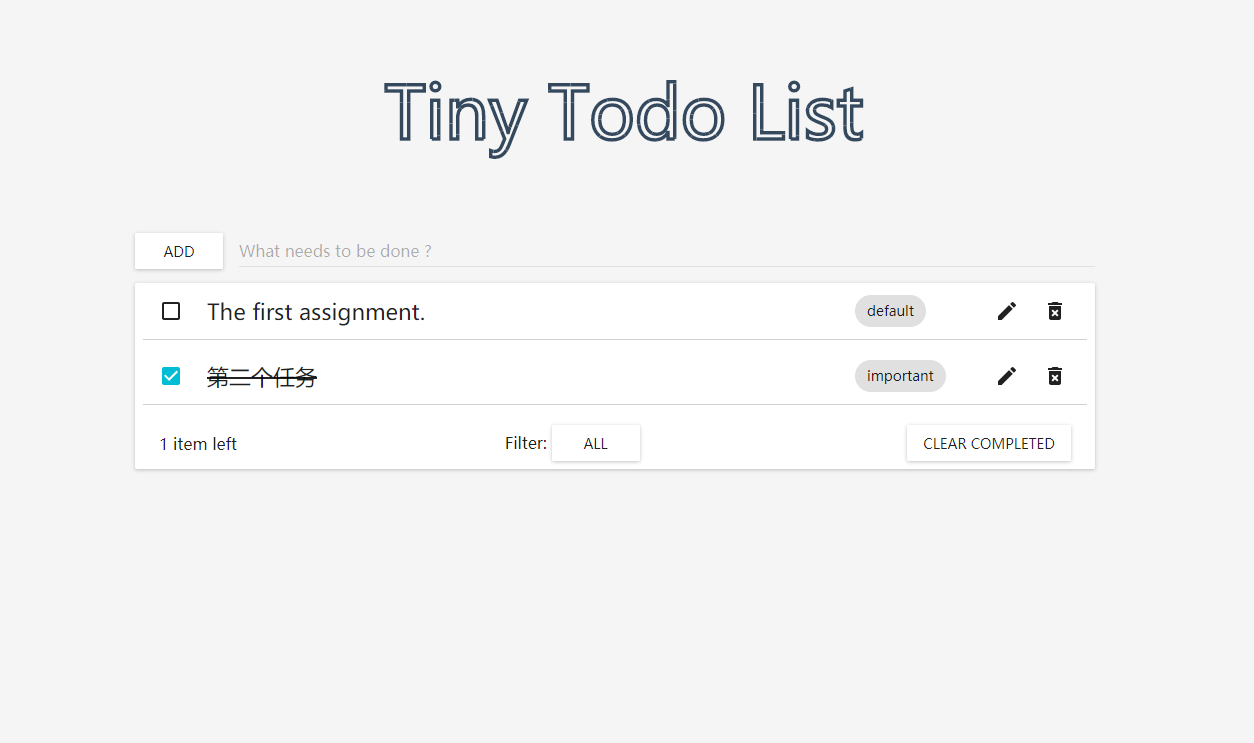 Tiny Todo List
ADD What needs to be done ?
The first assignment. default
第二个任务 important
1 item left Filter: ALL CLEAR COMPLETED